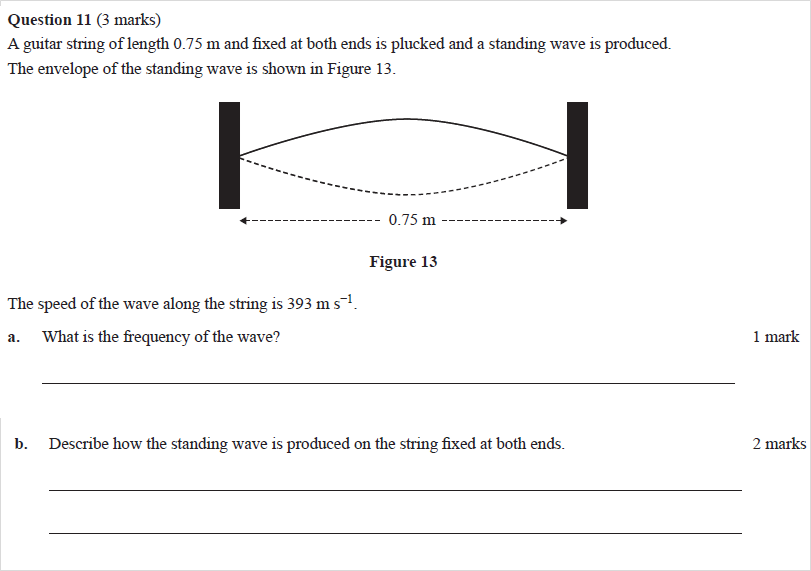 Question 11 (3 marks)
A guitar string of length 0.75 m and fixed at both ends is plucked and a standing wave is produced.
The envelope of the standing wave is shown in Figure 13.
0.75 m
Figure 13
The speed of the wave along the string is 393 m s⁻¹.
a. What is the frequency of the wave? 1 mark
b. Describe how the standing wave is produced on the string fixed at both ends. 2 marks